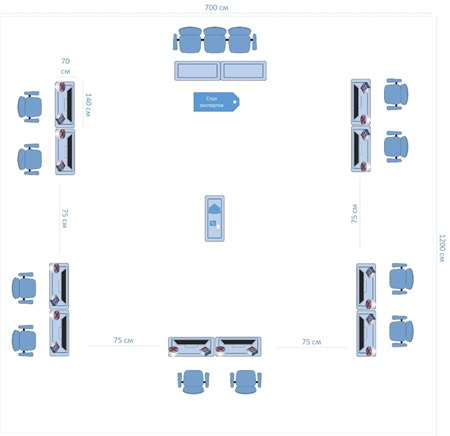 700 см
70
см
140 см
Стол
экспертов
75 см
75 см
1200 см
75 см
75 см